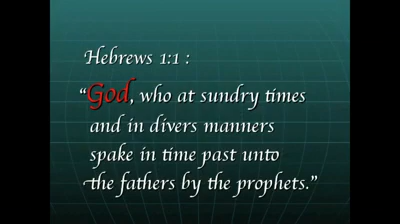 Hebrews 1:1 :
"God, who at sundry times
and in divers manners
spake in time past unto
the fathers by the prophets."